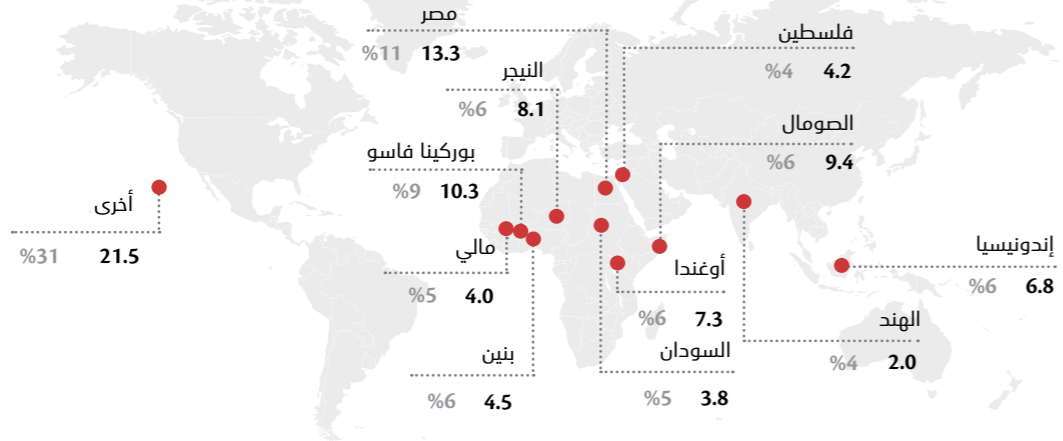 مصر
13.3 %11
فلسطين
4.2 %4
النيجر
8.1 %6
الصومال
9.4 %6
بوركينا فاسو
10.3 %9
أخرى
21.5 %31
مالي
4.0 %5
أوغندا
7.3 %6
إندونيسيا
6.8 %6
الهند
2.0 %4
السودان
3.8 %5
بنين
4.5 %6